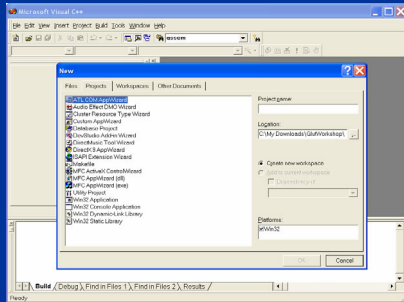 Microsoft Visual C++
File Edit View Insert Project Build Tools Window Help
assem
New
Files Projects Workspaces Other Documents
ATL COM AppWizard
Audio Effect DMO Wizard
Cluster Resource Type Wizard
Custom AppWizard
Database Project
DevStudio Add-in Wizard
DirectMusic Tool Wizard
DirectX 9 AppWizard
ISAPI Extension Wizard
Makefile
MFC ActiveX ControlWizard
MFC AppWizard (dll)
MFC AppWizard (exe)
Utility Project
Win32 Application
Win32 Console Application
Win32 Dynamic-Link Library
Win32 Static Library
Project name:
Location:
C:\My Downloads\GlutWorkshop\
...
Create new workspace
Add to current workspace
Dependency of:
Platforms:
Win32
OK Cancel
Build Debug Find in Files 1 Find in Files 2 Results
Ready